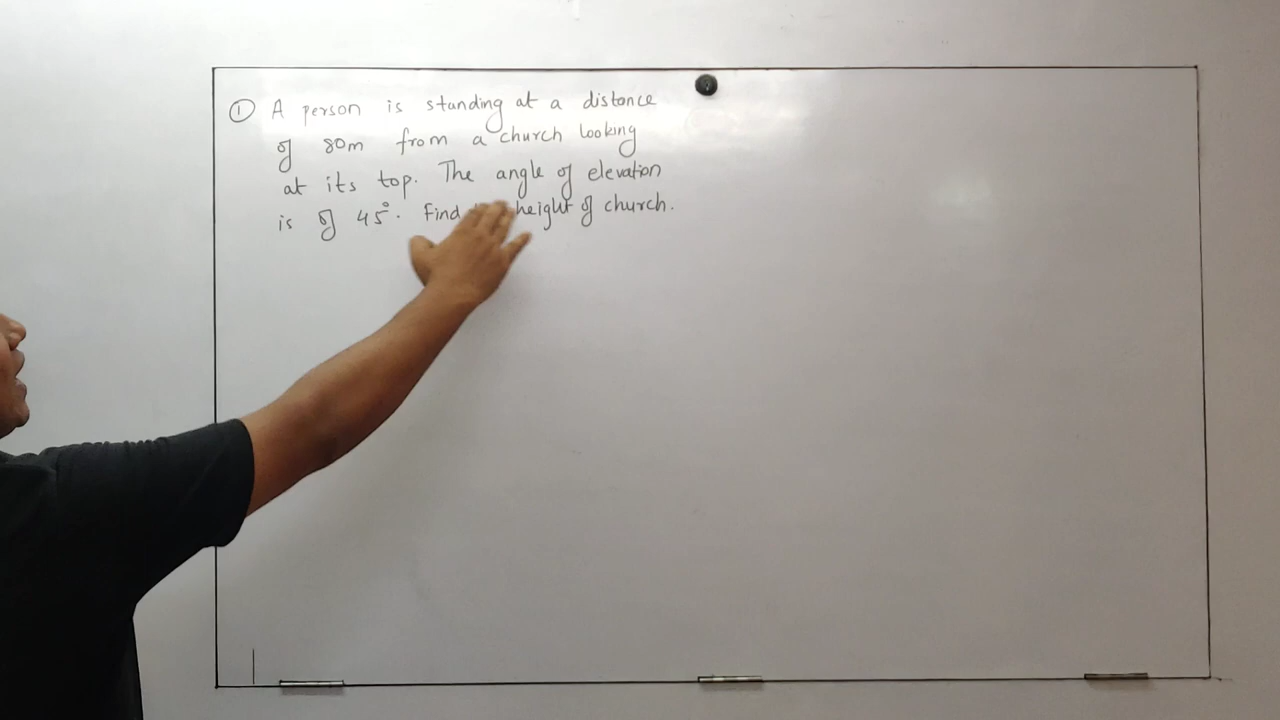 ① A person is standing at a distance
of 80m from a church looking
at its top. The angle of elevation
is of 45°. Find height of church.